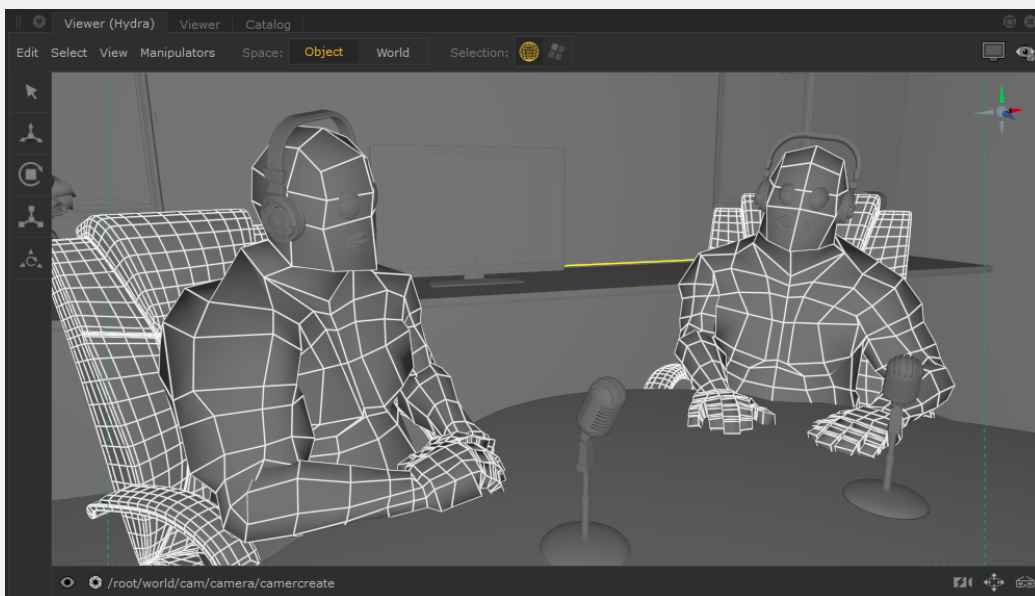 Viewer (Hydra) Viewer Catalog
Edit Select View Manipulators Space: Object World Selection:
/root/world/cam/camera/camercreate